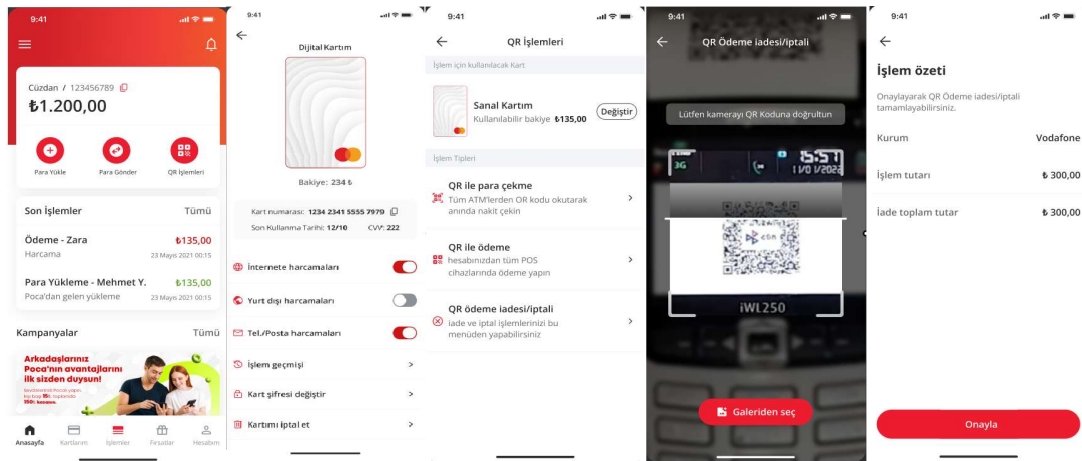 9:41
Cüzdan / 123456789
₺1.200,00
Para Yükle
Para Gönder
QR İşlemleri
Son İşlemler
Tümü
Ödeme - Zara
₺135,00
Harcama
23 Mayıs 2021 00:15
Para Yükleme - Mehmet Y.
₺135,00
Poca'dan gelen yükleme
23 Mayıs 2021 00:15
Kampanyalar
Tümü
Arkadaşlarınız
Poca'nın avantajlarını
ilk sizden duysun!
Anasayfa
Kartlarım
İşlemler
Fırsatlar
Hesabım
9:41
Dijital Kartım
Bakiye: 234 ₺
Kart numarası: 1234 2341 5555 7979
Son Kullanma Tarihi: 12/10
CVV: 222
İnternete harcamaları
Yurt dışı harcamaları
Tel./Posta harcamaları
İşlem geçmişi
Kart şifresi değiştir
Kartımı iptal et
9:41
QR İşlemleri
İşlem için kullanılacak Kart
Sanal Kartım
Kullanılabilir bakiye ₺135,00
Değiştir
İşlem Tipleri
QR ile para çekme
Tüm ATM'lerden QR kodu okutarak
anında nakit çekin
QR ile ödeme
hesabınızdan tüm POS
cihazlarında ödeme yapın
QR ödeme iadesi/iptali
iade ve iptal işlemlerinizi bu
menüden yapabilirsiniz
9:41
QR Ödeme iadesi/iptali
Lütfen kamerayı QR Koduna doğrultun
3G
15:51
iWL250
Galeriden seç
9:41
İşlem özeti
Onaylayarak QR Ödeme iadesi/iptali
tamamlayabilirsiniz.
Kurum
Vodafone
İşlem tutarı
₺ 300,00
İade toplam tutar
₺ 300,00
Onayla